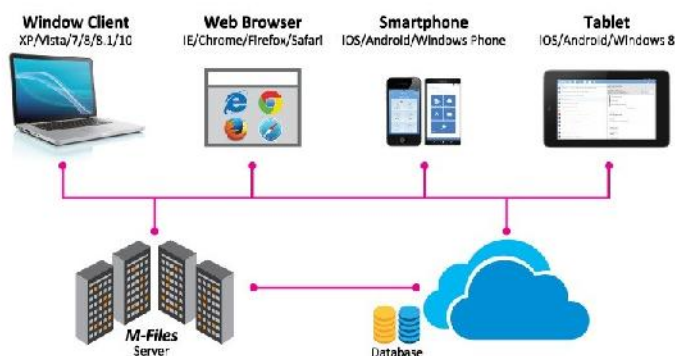 Window Client
XP/Vista/7/8/8.1/10
Web Browser
IE/Chrome/Firefox/Safari
Smartphone
iOS/Android/Windows Phone
Tablet
iOS/Android/Windows 8
M-Files
Server
Database